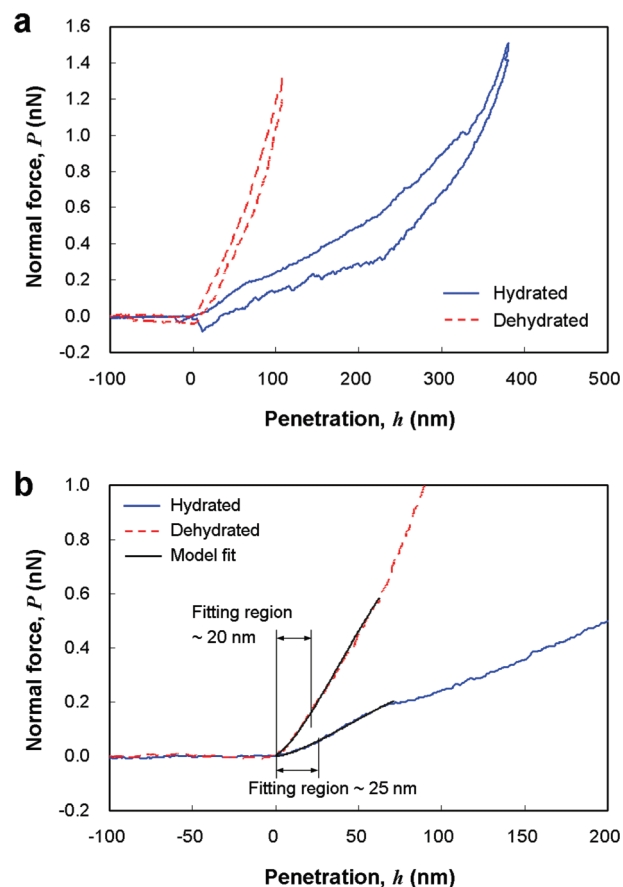 a
1.6
1.4
1.2
1.0
0.8
0.6
0.4
0.2
0.0
-0.2
Normal force, P (nN)
Hydrated
Dehydrated
-100 0 100 200 300 400 500
Penetration, h (nm)
b
1.0
0.8
0.6
0.4
0.2
0.0
-0.2
Normal force, P (nN)
Hydrated
Dehydrated
Model fit
Fitting region
~ 20 nm
Fitting region ~ 25 nm
-100 -50 0 50 100 150 200
Penetration, h (nm)